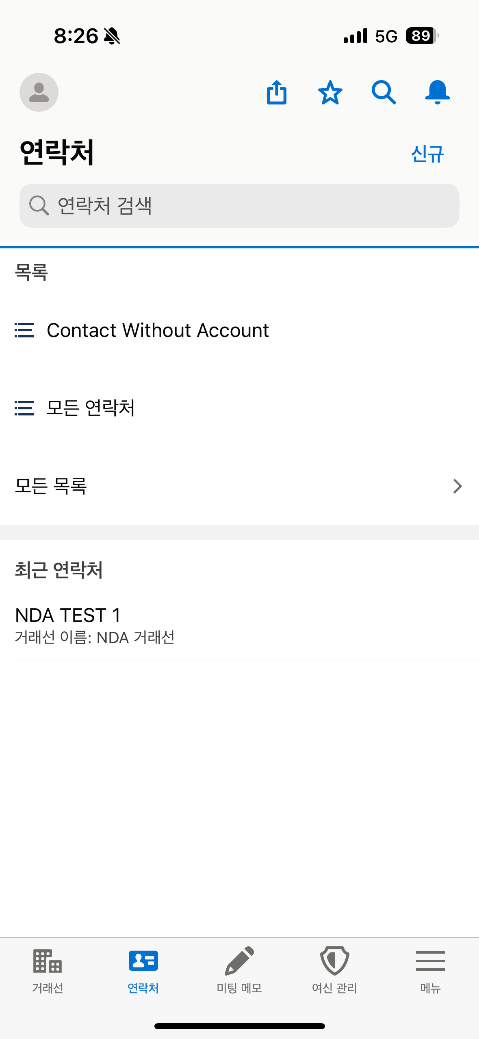 8:26
5G 89
연락처
신규
연락처 검색
목록
Contact Without Account
모든 연락처
모든 목록
최근 연락처
NDA TEST 1
거래선 이름: NDA 거래선
거래선 연락처 미팅 메모 여신 관리 메뉴